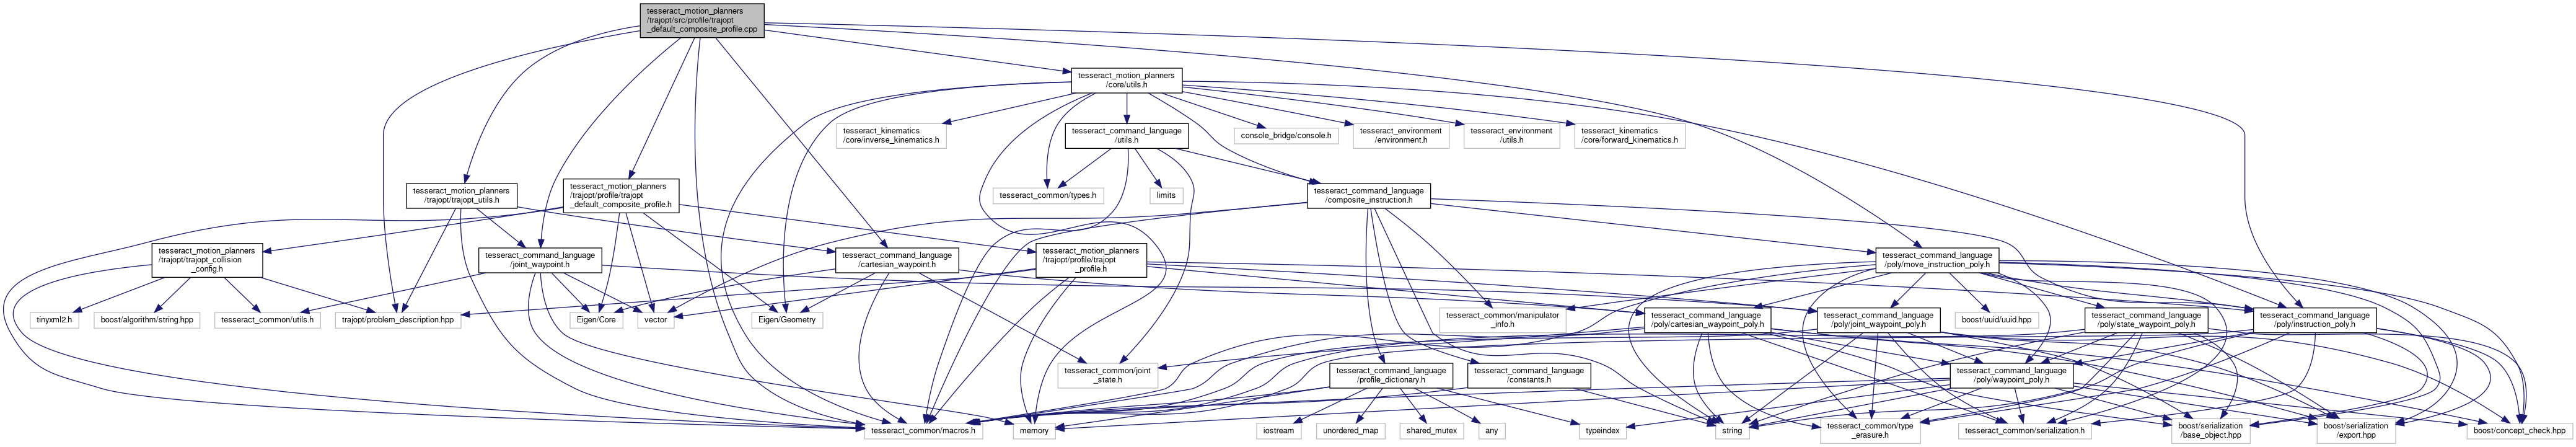 tesseract_motion_planners
/trajopt/src/profile/trajopt
_default_composite_profile.cpp
tesseract_motion_planners
/core/utils.h
tesseract_kinematics
/core/inverse_kinematics.h
tesseract_command_language
/utils.h
console_bridge/console.h
tesseract_environment
/environment.h
tesseract_environment
/utils.h
tesseract_kinematics
/core/forward_kinematics.h
tesseract_motion_planners
/trajopt/trajopt_utils.h
tesseract_motion_planners
/trajopt/profile/trajopt
_default_composite_profile.h
tesseract_common/types.h
limits
tesseract_command_language
/composite_instruction.h
tesseract_motion_planners
/trajopt/trajopt_collision
_config.h
tesseract_command_language
/joint_waypoint.h
tesseract_command_language
/cartesian_waypoint.h
tesseract_motion_planners
/trajopt/profile/trajopt
_profile.h
tesseract_command_language
/poly/move_instruction_poly.h
tinyxml2.h
boost/algorithm/string.hpp
tesseract_common/utils.h
trajopt/problem_description.hpp
Eigen/Core
vector
Eigen/Geometry
tesseract_common/manipulator
_info.h
tesseract_command_language
/poly/cartesian_waypoint_poly.h
tesseract_command_language
/poly/joint_waypoint_poly.h
boost/uuid/uuid.hpp
tesseract_command_language
/poly/state_waypoint_poly.h
tesseract_command_language
/poly/instruction_poly.h
tesseract_common/joint
_state.h
tesseract_command_language
/profile_dictionary.h
tesseract_command_language
/constants.h
tesseract_command_language
/poly/waypoint_poly.h
tesseract_common/macros.h
memory
iostream
unordered_map
shared_mutex
any
typeindex
string
tesseract_common/type
_erasure.h
tesseract_common/serialization.h
boost/serialization
/base_object.hpp
boost/serialization
/export.hpp
boost/concept_check.hpp